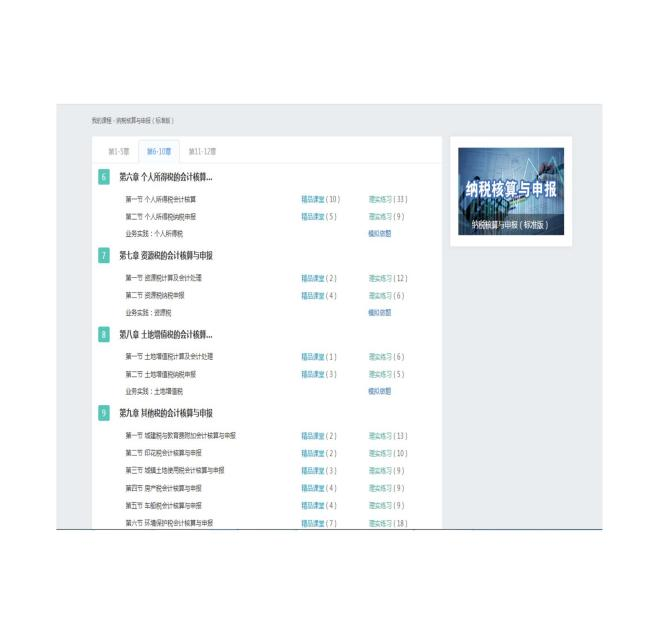 我的课程 - 纳税核算与申报 ( 标准版 )
第1-5章 第6-10章 第11-12章
6 第六章 个人所得税的会计核算...
第一节 个人所得税会计核算 精品课堂 ( 10 ) 理实练习 ( 33 )
第二节 个人所得税纳税申报 精品课堂 ( 5 ) 理实练习 ( 9 )
业务实践 : 个人所得税 模拟做题
7 第七章 资源税的会计核算与申报
第一节 资源税计算及会计处理 精品课堂 ( 2 ) 理实练习 ( 12 )
第二节 资源税纳税申报 精品课堂 ( 4 ) 理实练习 ( 6 )
业务实践 : 资源税 模拟做题
8 第八章 土地增值税的会计核算...
第一节 土地增值税计算及会计处理 精品课堂 ( 1 ) 理实练习 ( 6 )
第二节 土地增值税纳税申报 精品课堂 ( 3 ) 理实练习 ( 5 )
业务实践 : 土地增值税 模拟做题
9 第九章 其他税的会计核算与申报
第一节 城建税与教育费附加会计核算与申报 精品课堂 ( 2 ) 理实练习 ( 13 )
第二节 印花税会计核算与申报 精品课堂 ( 2 ) 理实练习 ( 10 )
第三节 城镇土地使用税会计核算与申报 精品课堂 ( 3 ) 理实练习 ( 9 )
第四节 房产税会计核算与申报 精品课堂 ( 4 ) 理实练习 ( 9 )
第五节 车船税会计核算与申报 精品课堂 ( 4 ) 理实练习 ( 9 )
第六节 环境保护税会计核算与申报 精品课堂 ( 7 ) 理实练习 ( 18 )
纳税核算与申报
纳税核算与申报 ( 标准版 )